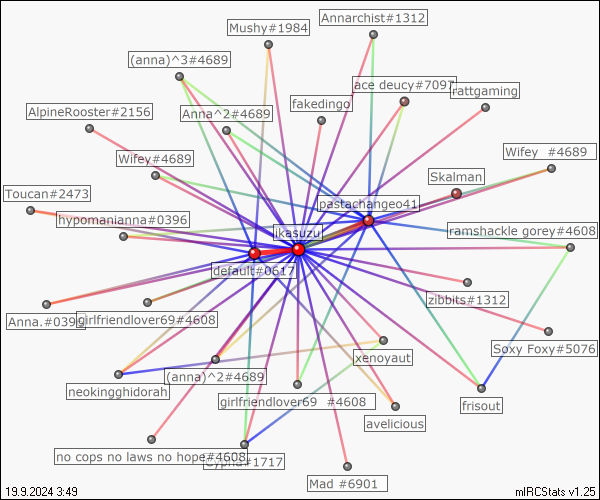 Annarchist#1312
Mushy#1984
(anna)^3#4689
ace deucy#7097
rattgaming
fakedingo
AlpineRooster#2156
Anna^2#4689
Wifey#4689
Wifey #4689
Skalman
Toucan#2473
pastachangeo41
hypomanianna#0396
ikasuzu
ramshackle gorey#4608
default#0617
zibbits#1312
Anna.#0396
girlfriendlover69#4608
Soxy Foxy#5076
xenoyaut
(anna)^2#4689
neokingghidorah
girlfriendlover69 #4608
frisout
avelicious
no cops no laws no hope#4608
#1717
Mad #6901
19.9.2024 3:49
mIRCStats v1.25